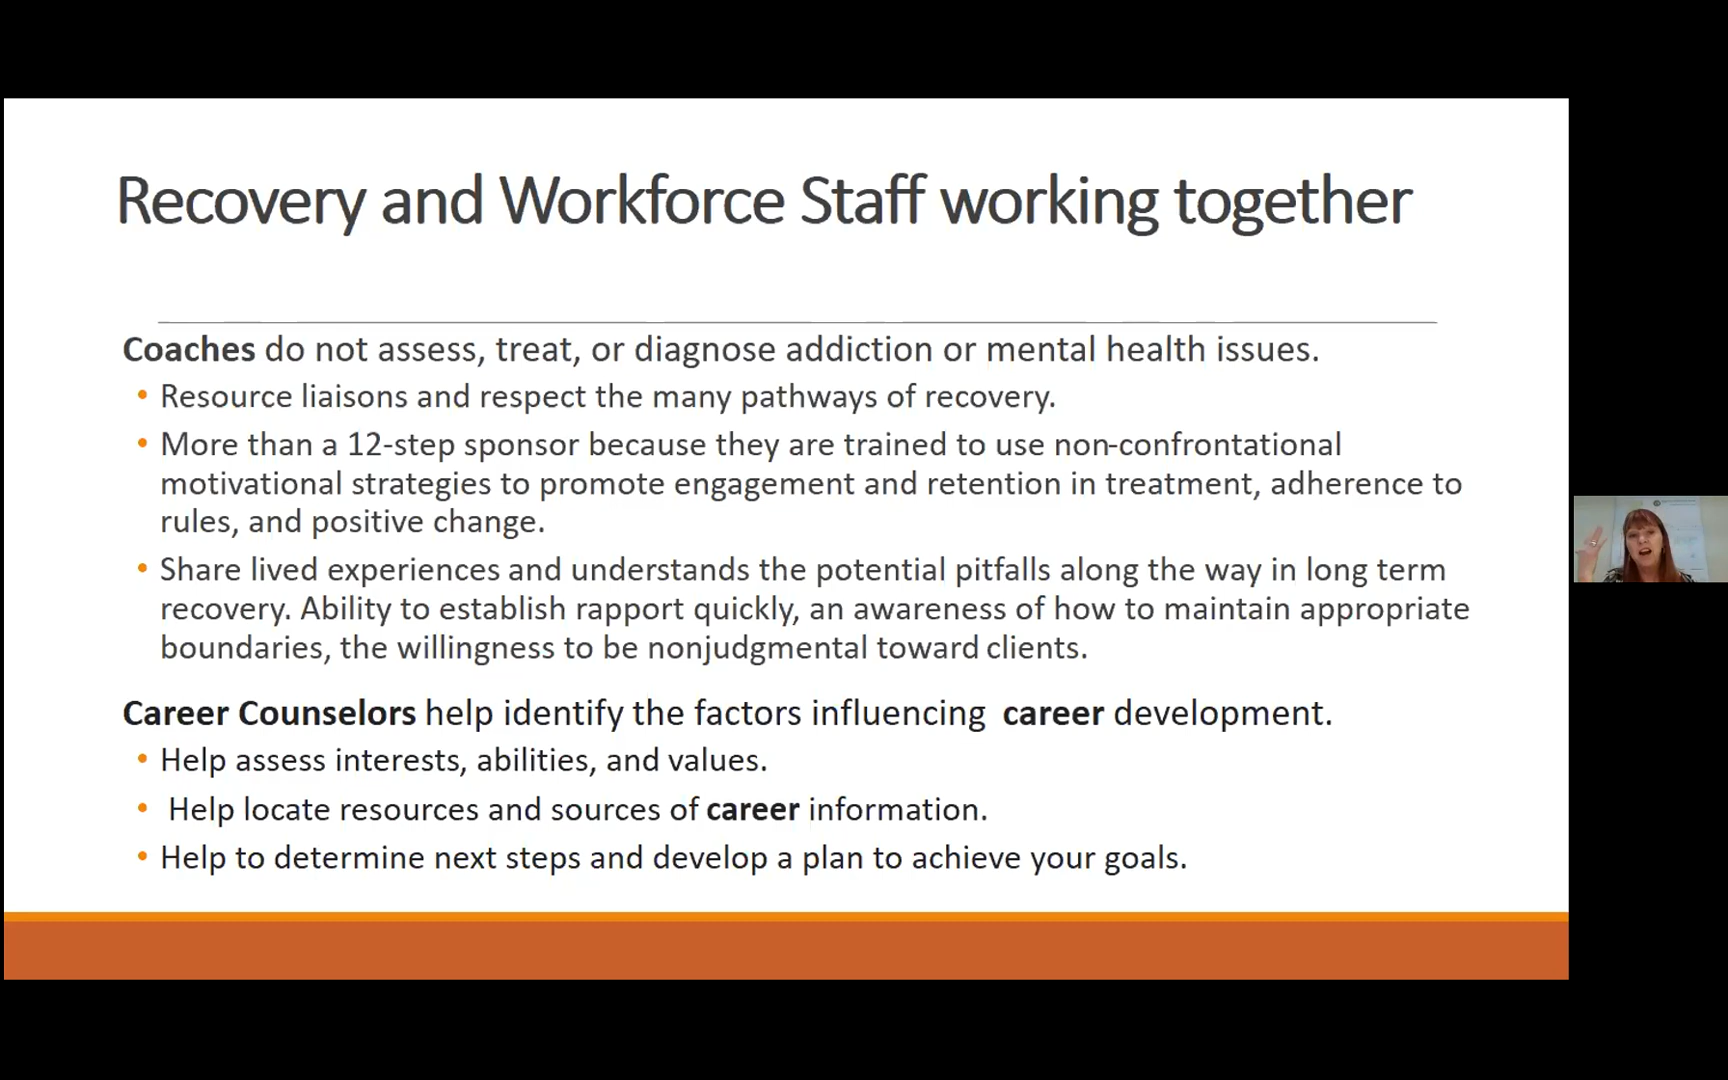 Recovery and Workforce Staff working together
Coaches do not assess, treat, or diagnose addiction or mental health issues.
• Resource liaisons and respect the many pathways of recovery.
• More than a 12-step sponsor because they are trained to use non-confrontational
motivational strategies to promote engagement and retention in treatment, adherence to
rules, and positive change.
• Share lived experiences and understands the potential pitfalls along the way in long term
recovery. Ability to establish rapport quickly, an awareness of how to maintain appropriate
boundaries, the willingness to be nonjudgmental toward clients.
Career Counselors help identify the factors influencing career development.
• Help assess interests, abilities, and values.
• Help locate resources and sources of career information.
• Help to determine next steps and develop a plan to achieve your goals.